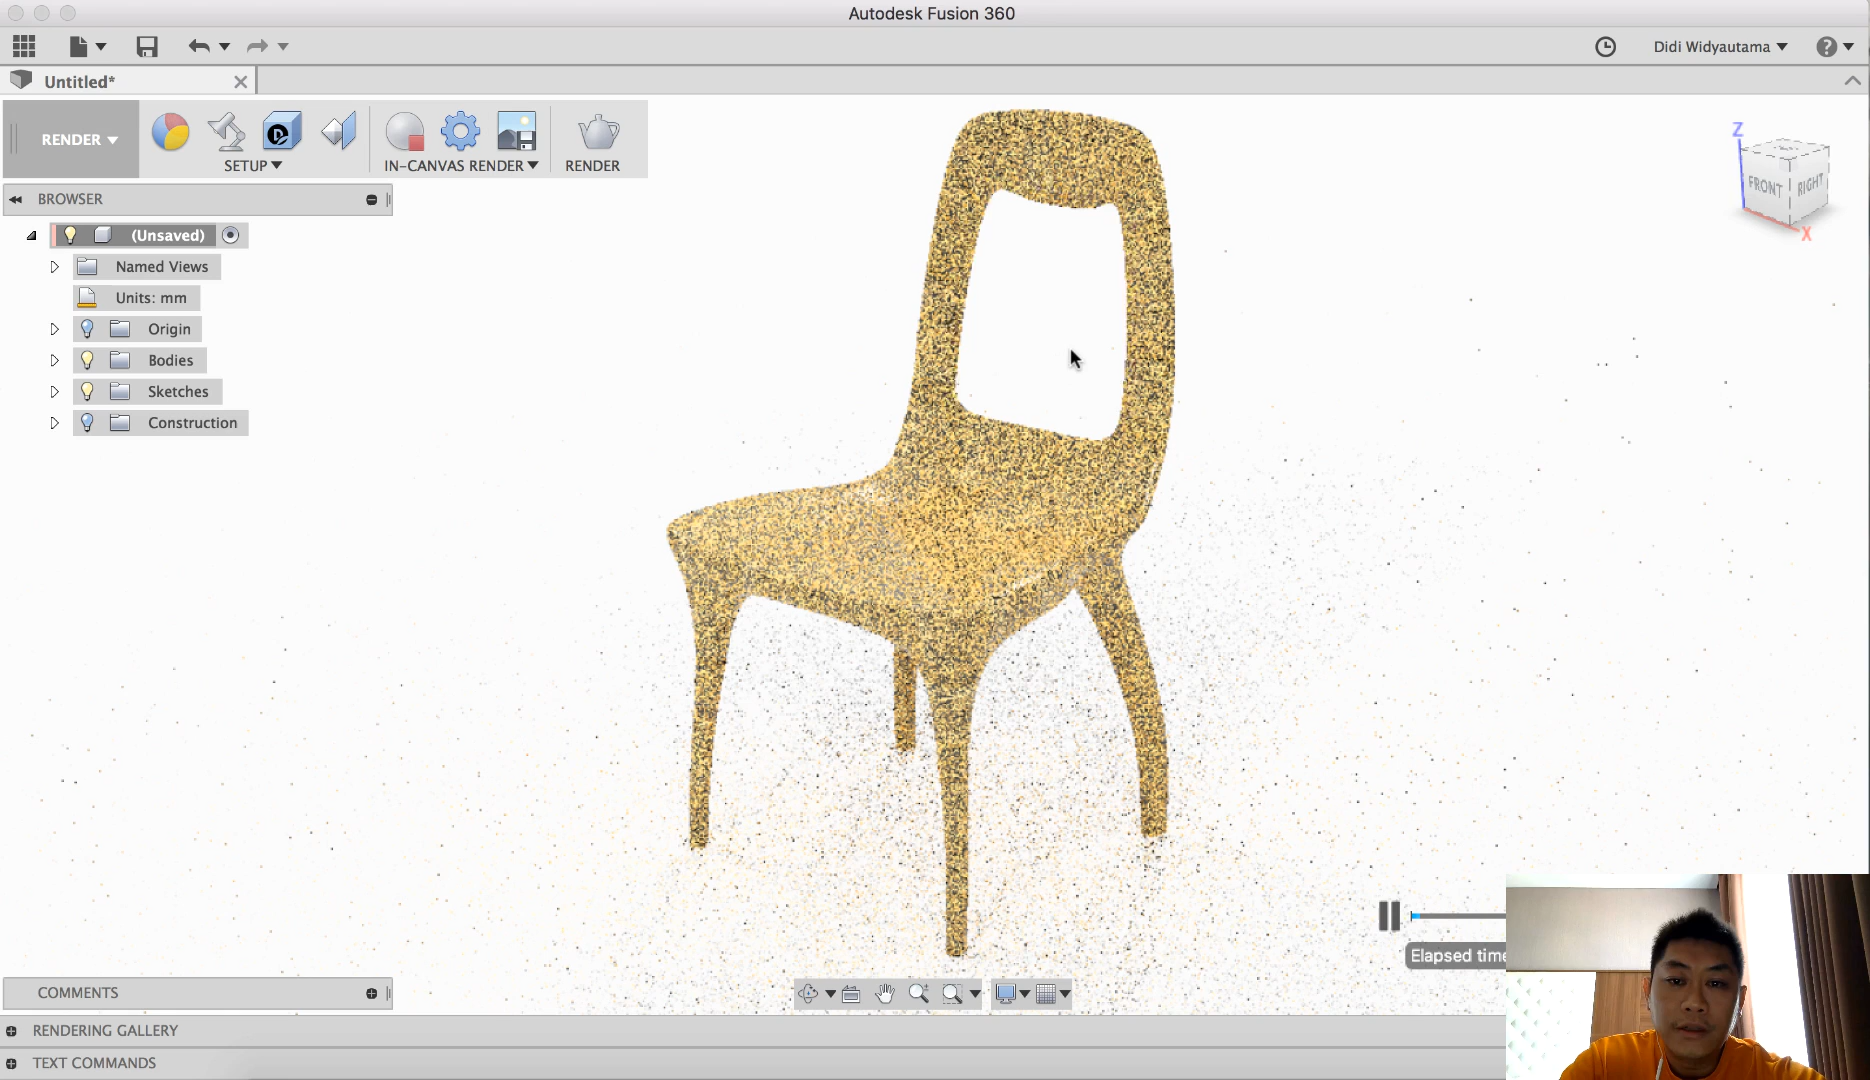 Autodesk Fusion 360
Didi Widyautama
Untitled*
RENDER
SETUP
IN-CANVAS RENDER
RENDER
Z
FRONT
RIGHT
X
BROWSER
(Unsaved)
Named Views
Units: mm
Origin
Bodies
Sketches
Construction
Elapsed time
COMMENTS
RENDERING GALLERY
TEXT COMMANDS